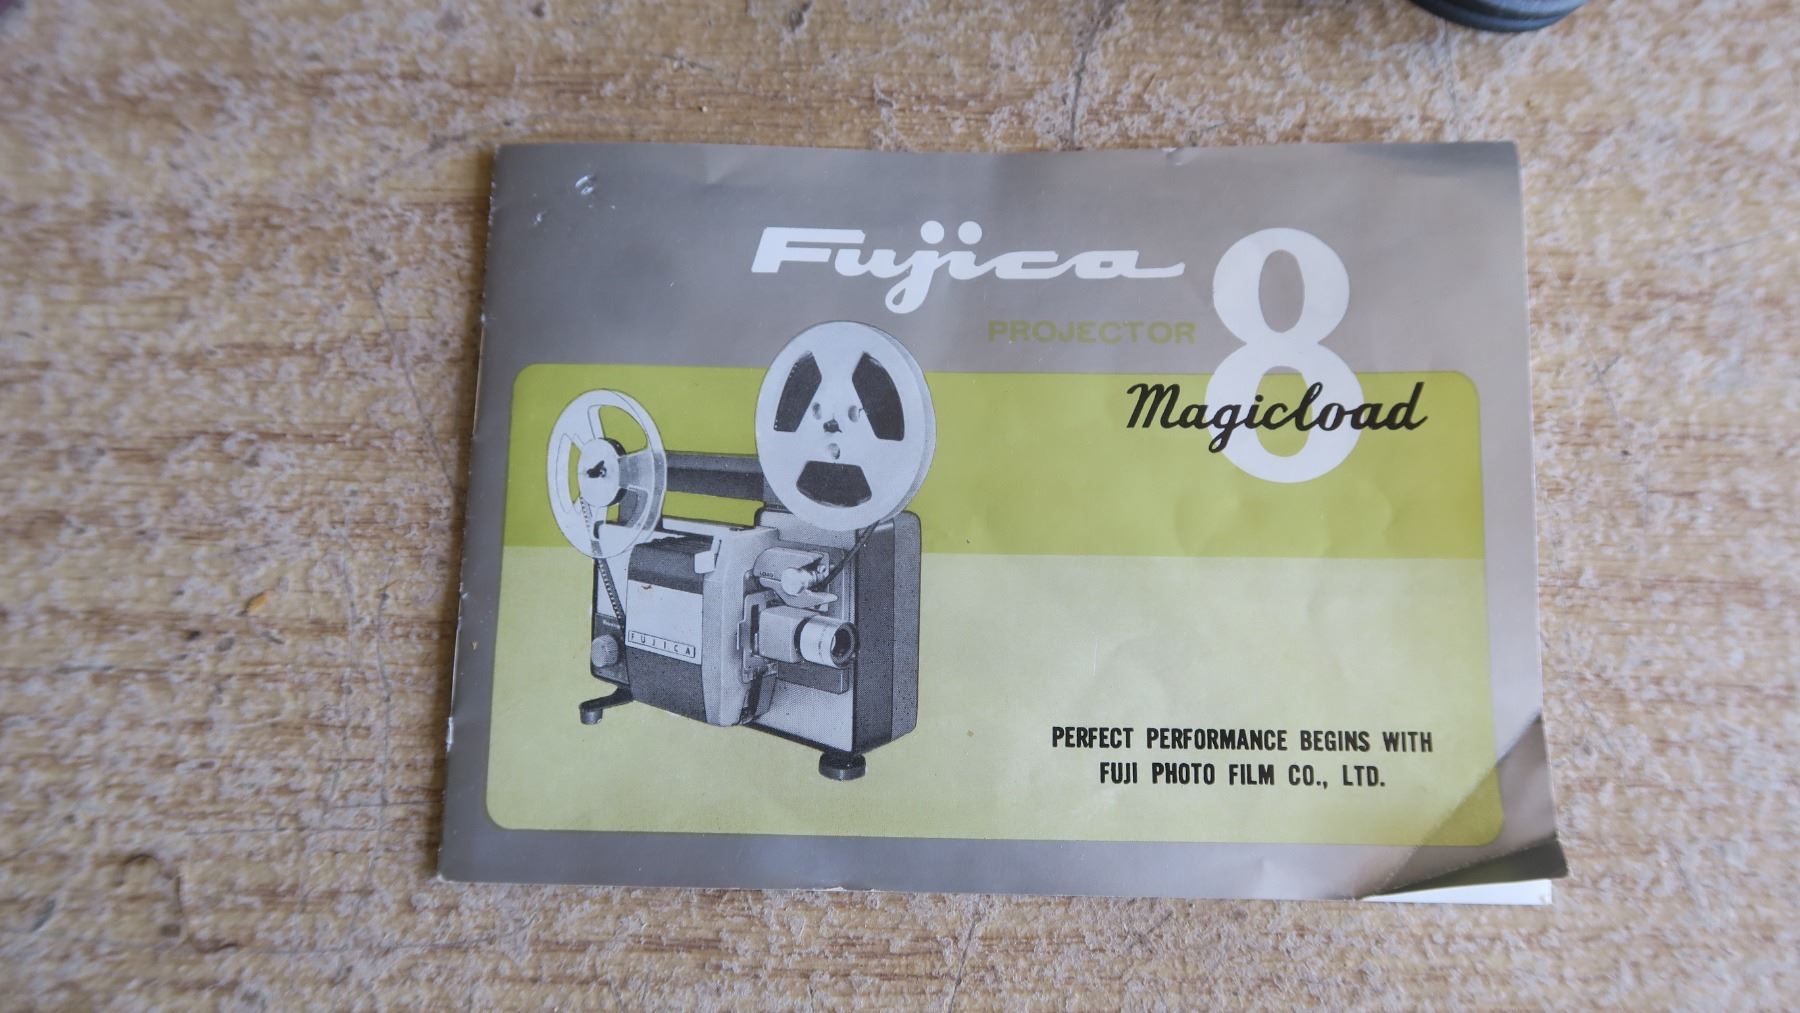 Fujica
8
PROJECTOR
Magicload
FUJICA
PERFECT PERFORMANCE BEGINS WITH
FUJI PHOTO FILM CO., LTD.